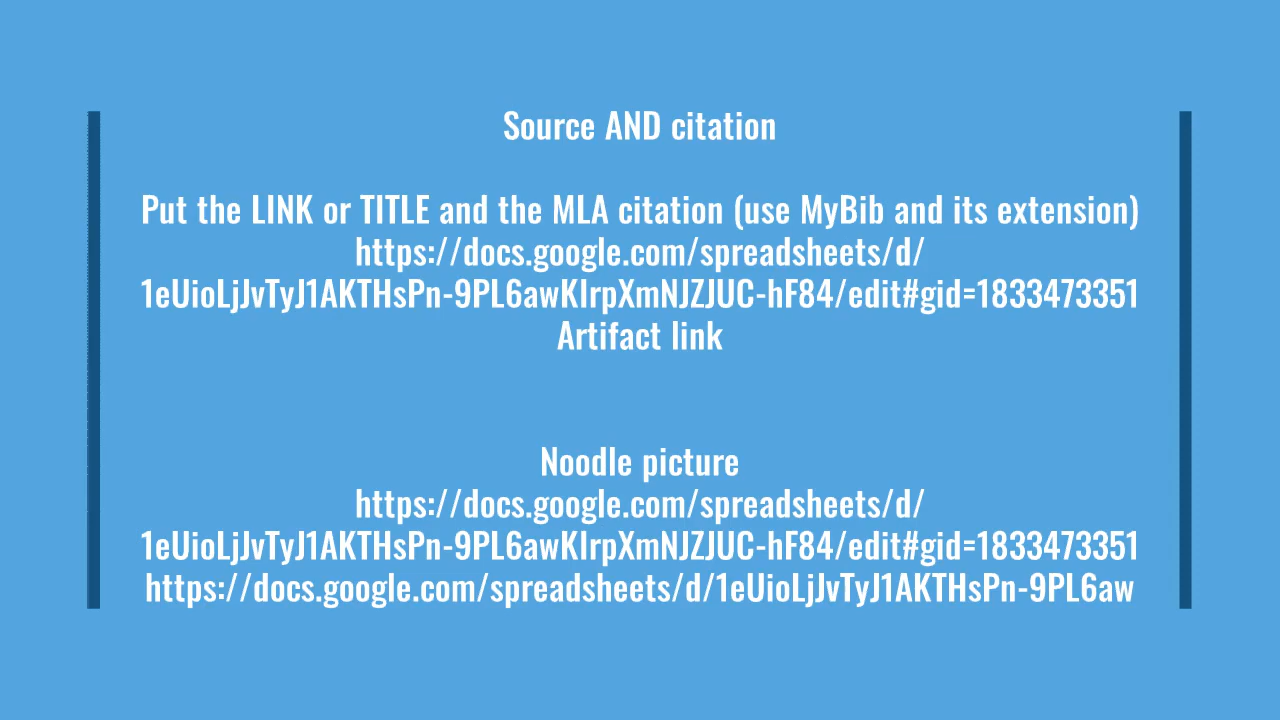 Source AND citation
Put the LINK or TITLE and the MLA citation (use MyBib and its extension)
https://docs.google.com/spreadsheets/d/
1eUioLjJvTyJ1AKTHsPn-9PL6awKIrpXmNJZJUC-hF84/edit#gid=1833473351
Artifact link
Noodle picture
https://docs.google.com/spreadsheets/d/
1eUioLjJvTyJ1AKTHsPn-9PL6awKIrpXmNJZJUC-hF84/edit#gid=1833473351
https://docs.google.com/spreadsheets/d/1eUioLjJvTyJ1AKTHsPn-9PL6aw